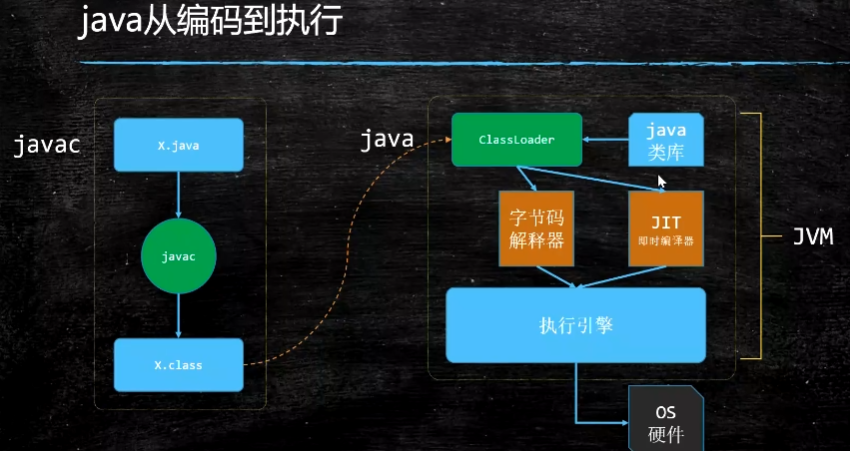 java从编码到执行
javac
X.java
javac
X.class
java
ClassLoader
java
类库
字节码
解释器
JIT
即时编译器
执行引擎
JVM
OS
硬件